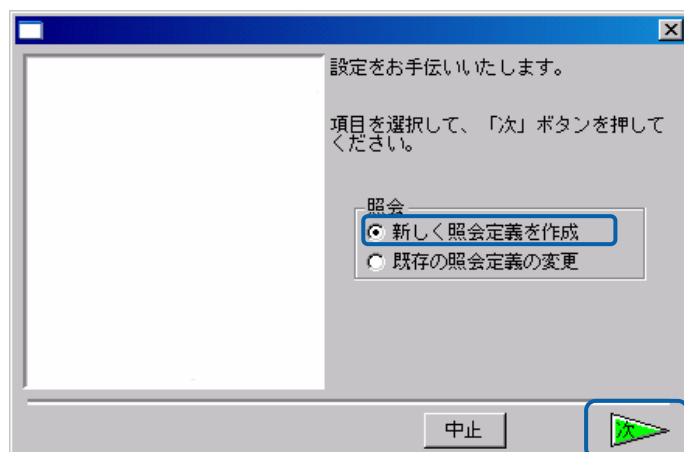 設定をお手伝いいたします。
項目を選択して、「次」ボタンを押して
ください。
照会
新しく照会定義を作成
既存の照会定義の変更
中止
次